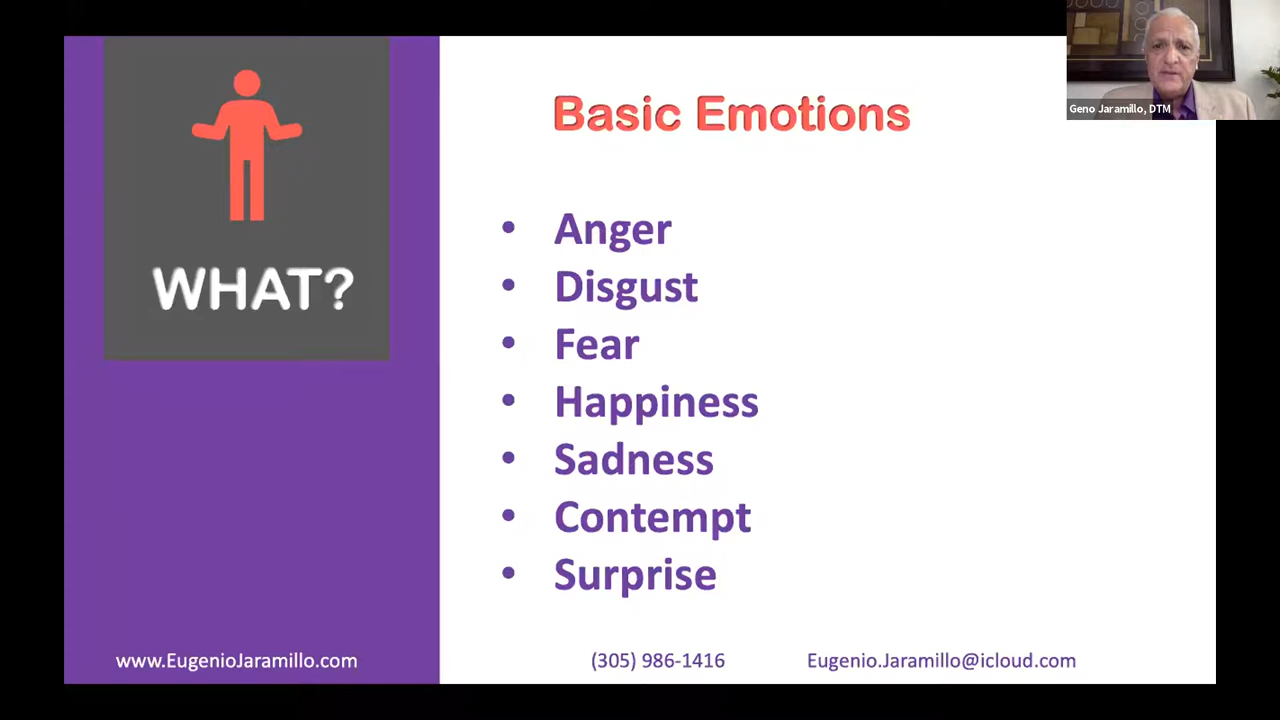 Geno Jaramillo, DTM
WHAT?
Basic Emotions
• Anger
• Disgust
• Fear
• Happiness
• Sadness
• Contempt
• Surprise
www.EugenioJaramillo.com
(305) 986-1416
Eugenio.Jaramillo@icloud.com